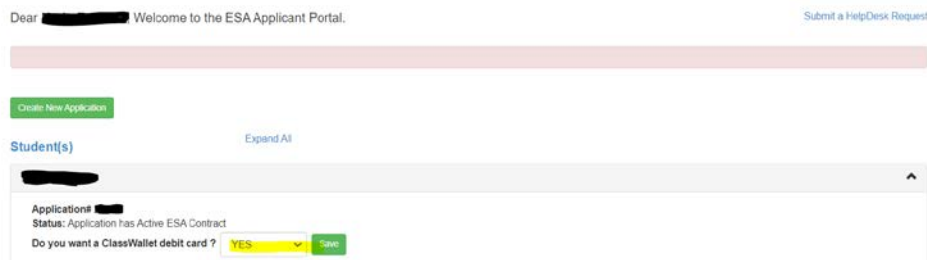 Dear , Welcome to the ESA Applicant Portal.
Submit a HelpDesk Request
Create New Application
Student(s)
Expand All
Application#
Status: Application has Active ESA Contract
Do you want a ClassWallet debit card ? YES Save